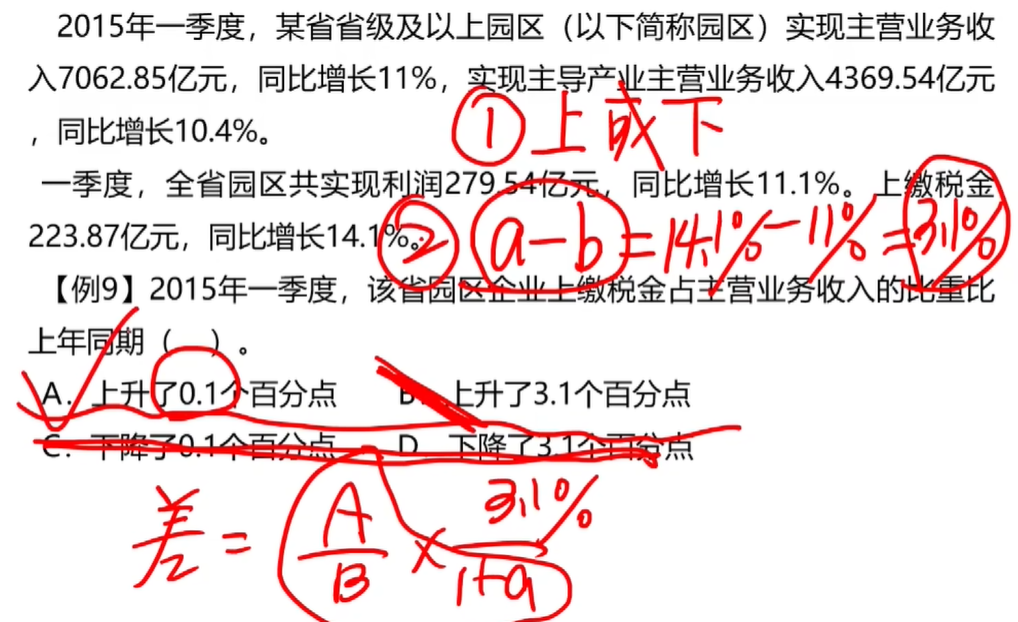 2015年一季度，某省省级及以上园区（以下简称园区）实现主营业务收
入7062.85亿元，同比增长11%，实现主导产业主营业务收入4369.54亿元
，同比增长10.4%。
① 上或下
一季度，全省园区共实现利润279.54亿元，同比增长11.1%。上缴税金
223.87亿元，同比增长14.1%。
② a-b=14.1%-11%=3.1%
【例9】2015年一季度，该省园区企业上缴税金占主营业务收入的比重比
上年同期（ ）。
A．上升了0.1个百分点 B．上升了3.1个百分点
C．下降了0.1个百分点 D．下降了3.1个百分点
差=A/B×3.1%/1+a